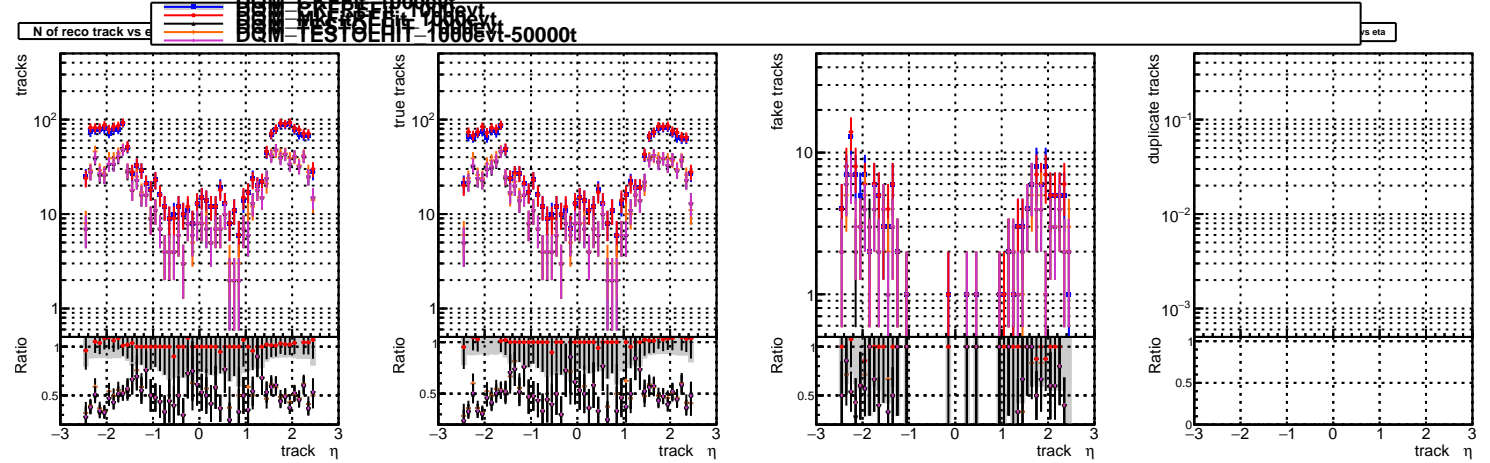 DQM_TESTOLHIT_1000evt-50000t
N of reco track vs e
vs eta
tracks
10²
10
1
Ratio
1
0.5
−3 −2 −1 0 1 2 3
track η
true tracks
10²
10
1
Ratio
1
0.5
−3 −2 −1 0 1 2 3
track η
fake tracks
10
1
Ratio
1
0.5
−3 −2 −1 0 1 2 3
track η
duplicate tracks
10⁻¹
10⁻²
10⁻³
Ratio
1
0.5
0
−3 −2 −1 0 1 2 3
track η